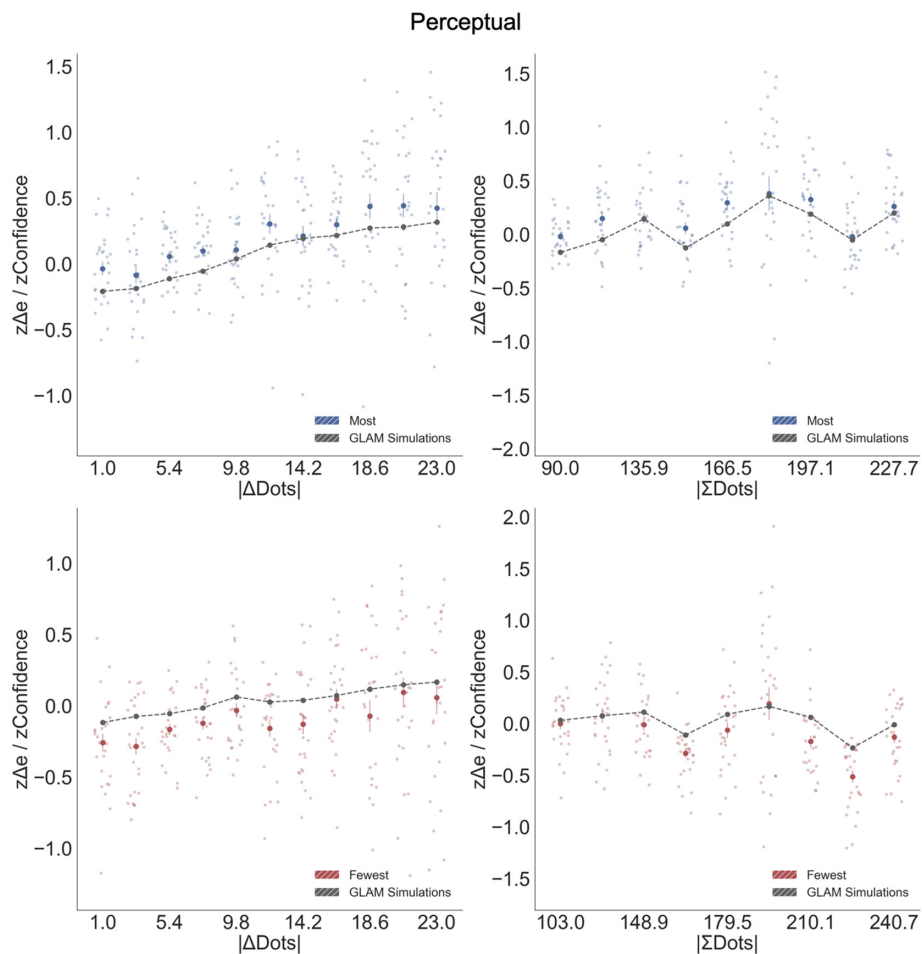 Perceptual
1.5
1.0
0.5
0.0
−0.5
−1.0
zΔe / zConfidence
Most
GLAM Simulations
1.0 5.4 9.8 14.2 18.6 23.0
|ΔDots|
1.5
1.0
0.5
0.0
−0.5
−1.0
−1.5
−2.0
zΔe / zConfidence
Most
GLAM Simulations
90.0 135.9 166.5 197.1 227.7
|ΣDots|
1.0
0.5
0.0
−0.5
−1.0
zΔe / zConfidence
Fewest
GLAM Simulations
1.0 5.4 9.8 14.2 18.6 23.0
|ΔDots|
2.0
1.5
1.0
0.5
0.0
−0.5
−1.0
−1.5
zΔe / zConfidence
Fewest
GLAM Simulations
103.0 148.9 179.5 210.1 240.7
|ΣDots|